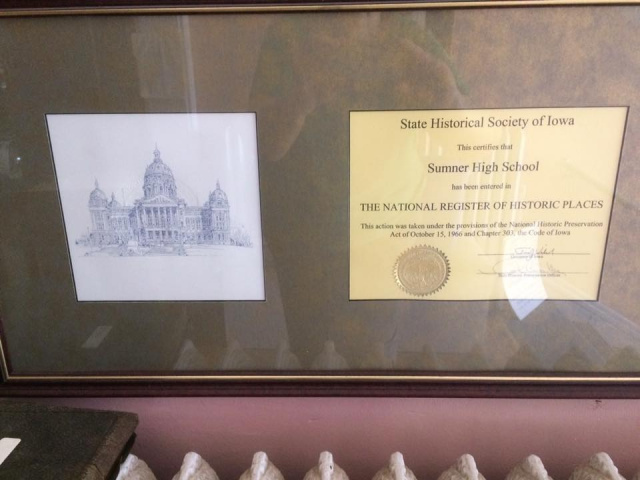 State Historical Society of Iowa
This certifies that
Sumner High School
has been entered in
THE NATIONAL REGISTER OF HISTORIC PLACES
This action was taken under the provisions of the National Historic Preservation
Act of October 15, 1966 and Chapter 303, the Code of Iowa